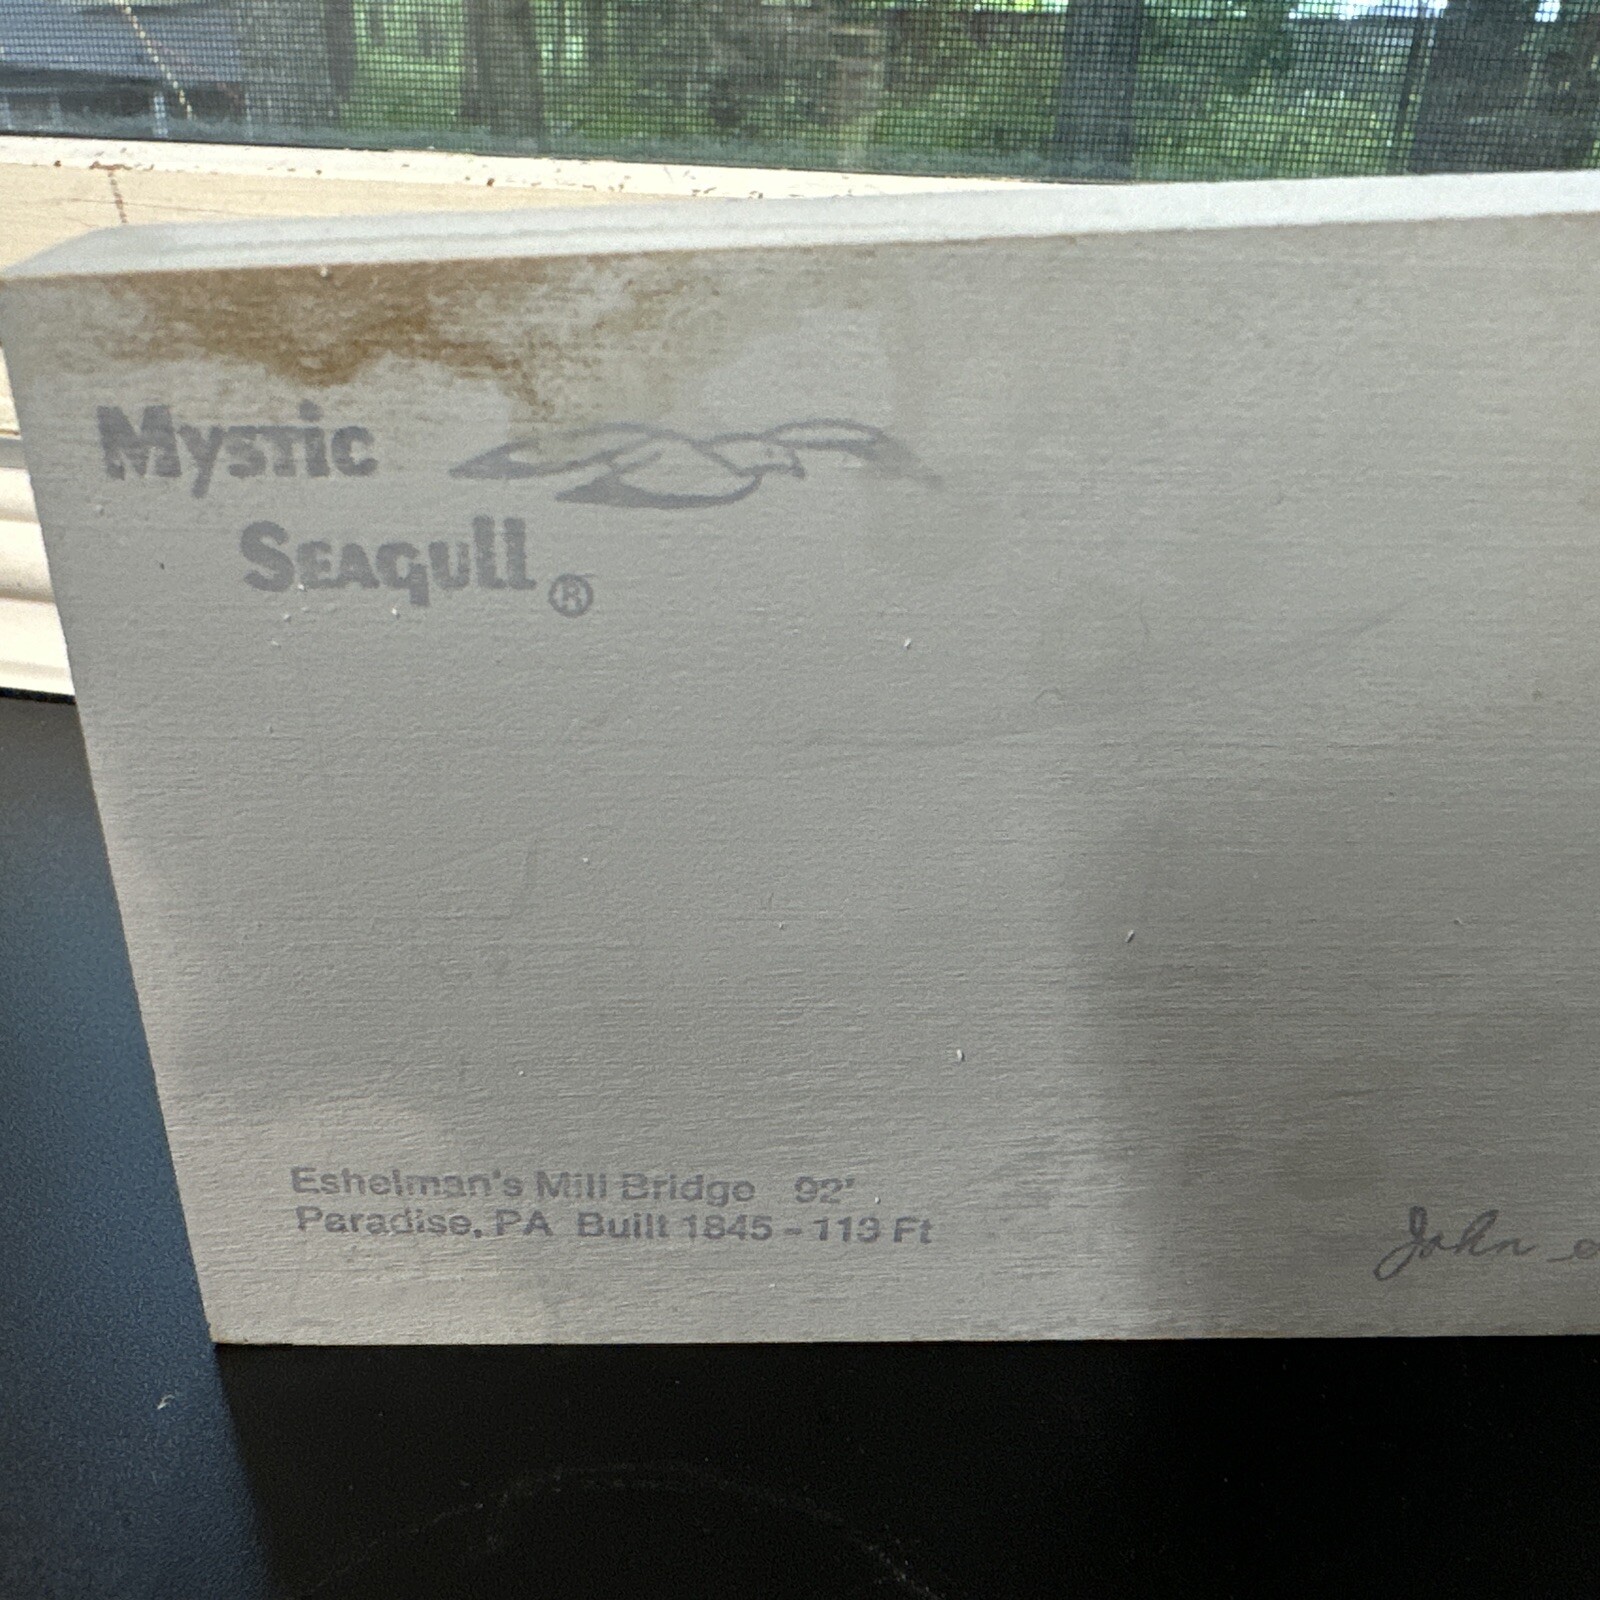 Mystic
Seagull ®
Eshelman's Mill Bridge 92'
Paradise, PA Built 1845 - 113 Ft
John